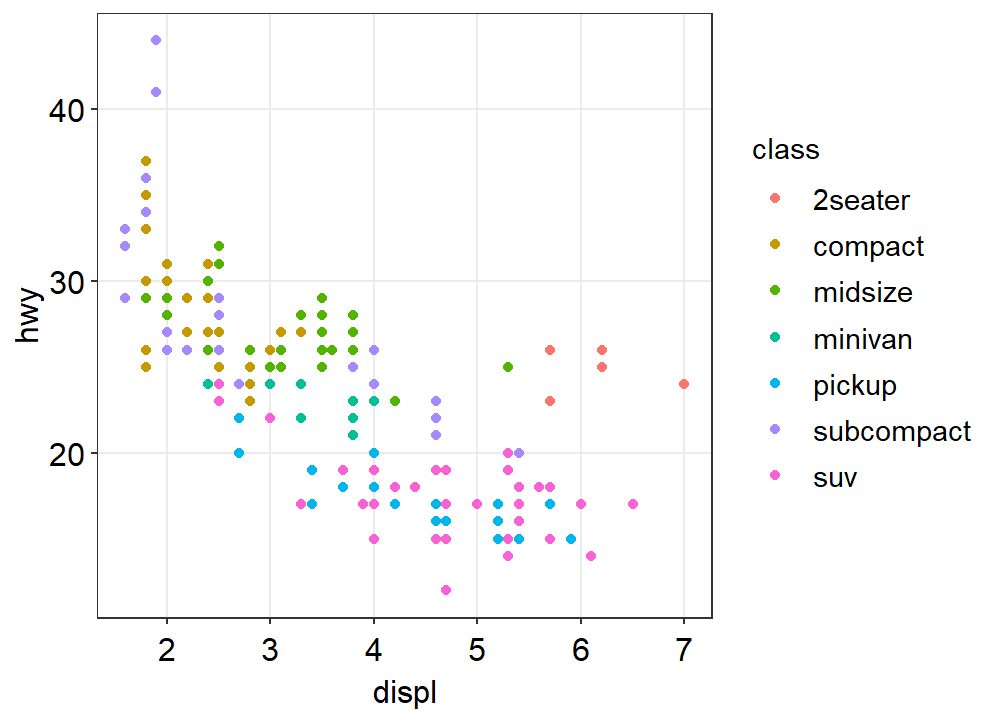 40
30
20
hwy
2 3 4 5 6 7
displ
class
2seater
compact
midsize
minivan
pickup
subcompact
suv